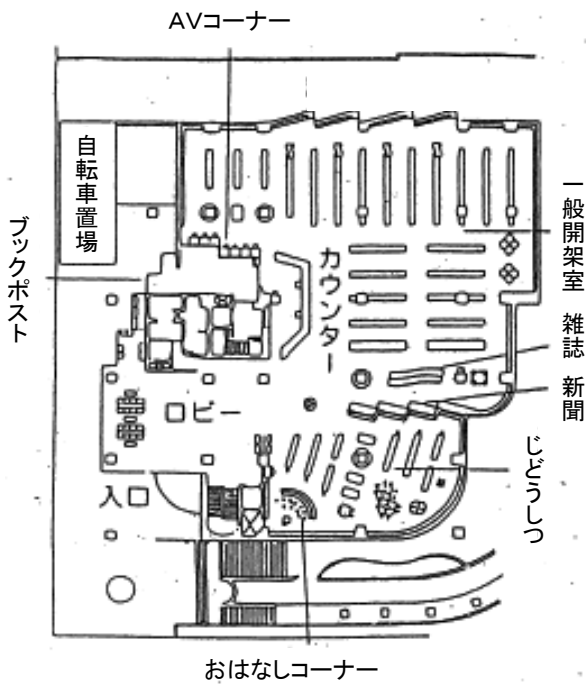 AVコーナー
自転車置場
ブックポスト
カウンター
一般開架室
雑誌
新聞
ロビー
じどうしつ
入口
おはなしコーナー